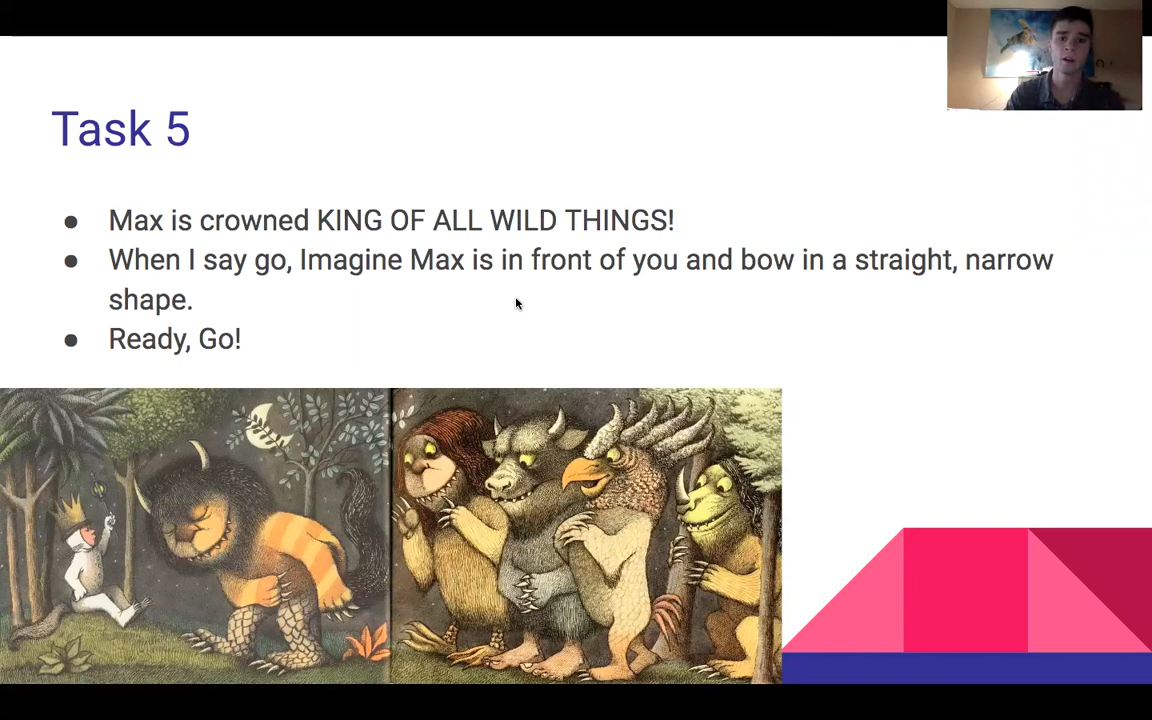 Task 5
● Max is crowned KING OF ALL WILD THINGS!
● When I say go, Imagine Max is in front of you and bow in a straight, narrow
shape.
● Ready, Go!